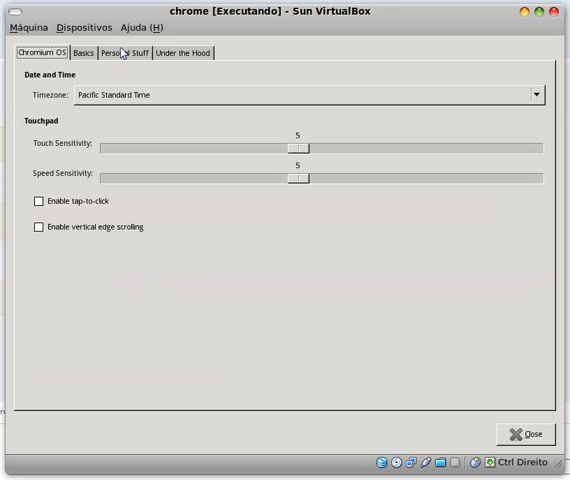 chrome [Executando] - Sun VirtualBox
Máquina Dispositivos Ajuda (H)
Chromium OS Basics Personal Stuff Under the Hood
Date and Time
Timezone: Pacific Standard Time
Touchpad
5
Touch Sensitivity:
5
Speed Sensitivity:
Enable tap-to-click
Enable vertical edge scrolling
Close
Ctrl Direito